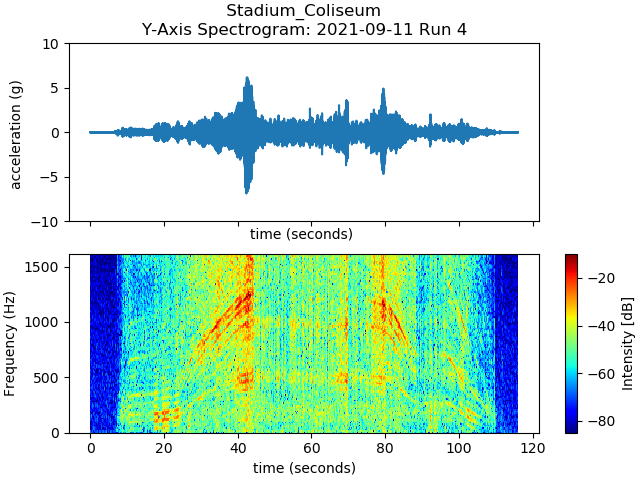 Stadium_Coliseum
Y-Axis Spectrogram: 2021-09-11 Run 4
10
5
0
−5
−10
acceleration (g)
time (seconds)
1500
1000
500
0
Frequency (Hz)
0 20 40 60 80 100 120
time (seconds)
−20
−40
−60
−80
Intensity [dB]